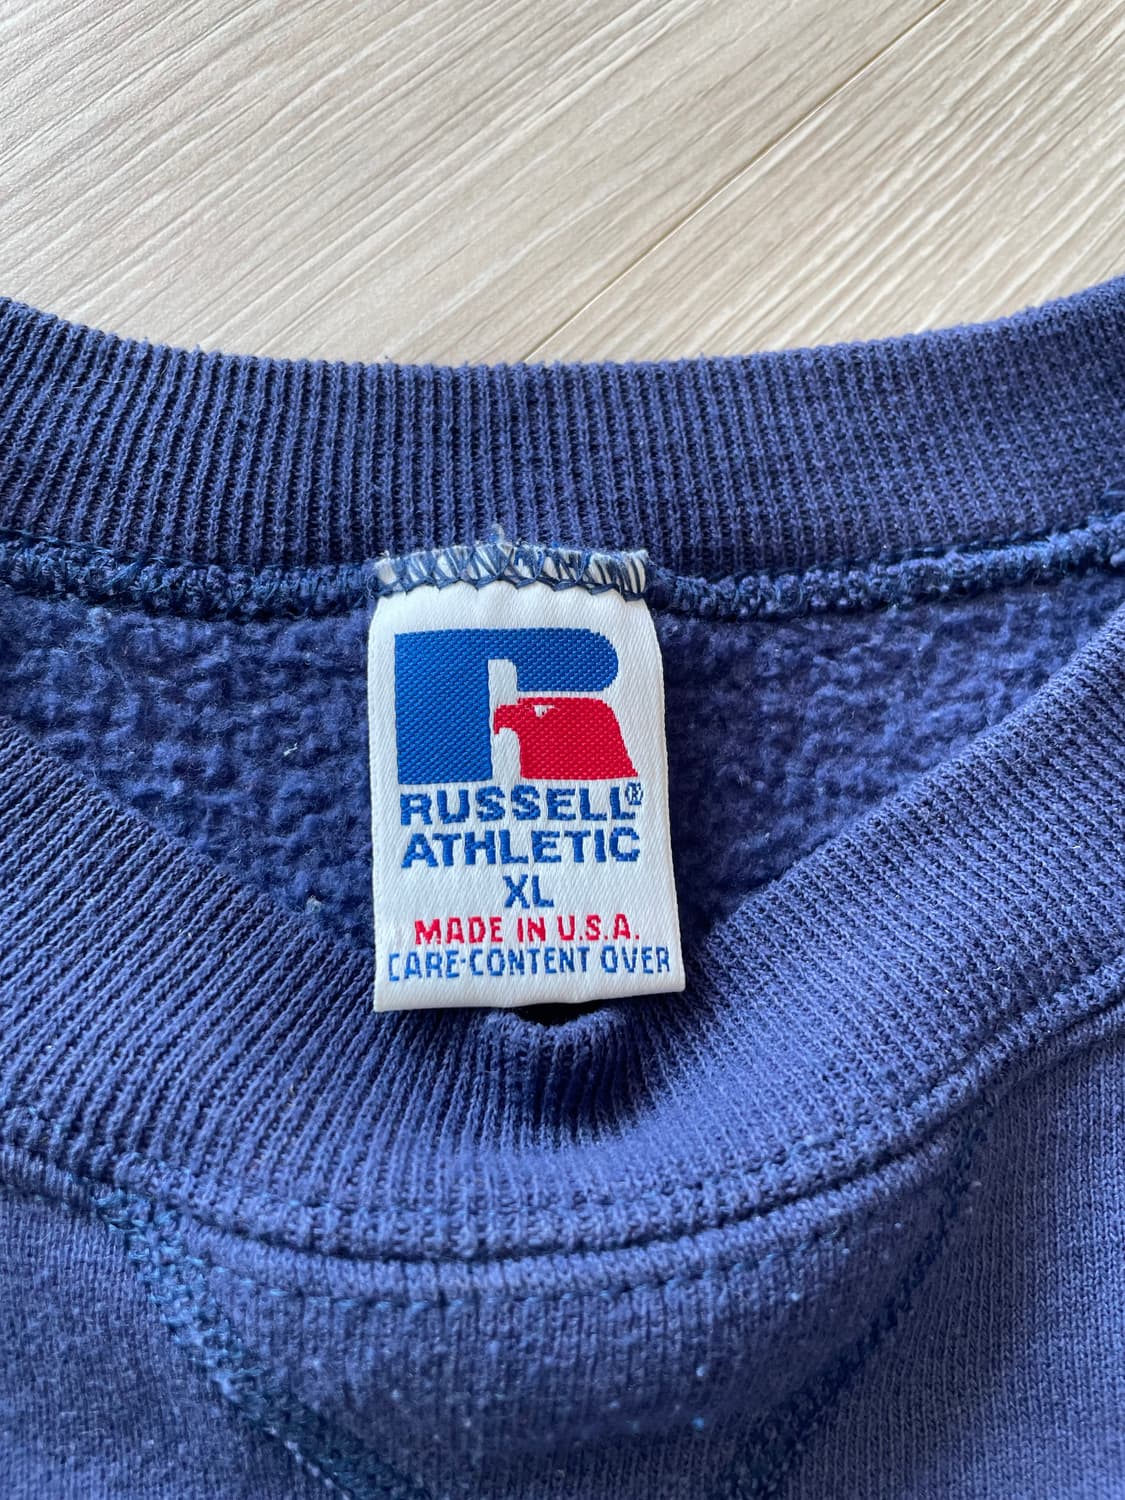 RUSSELL®
ATHLETIC
XL
MADE IN U.S.A.
CARE-CONTENT OVER